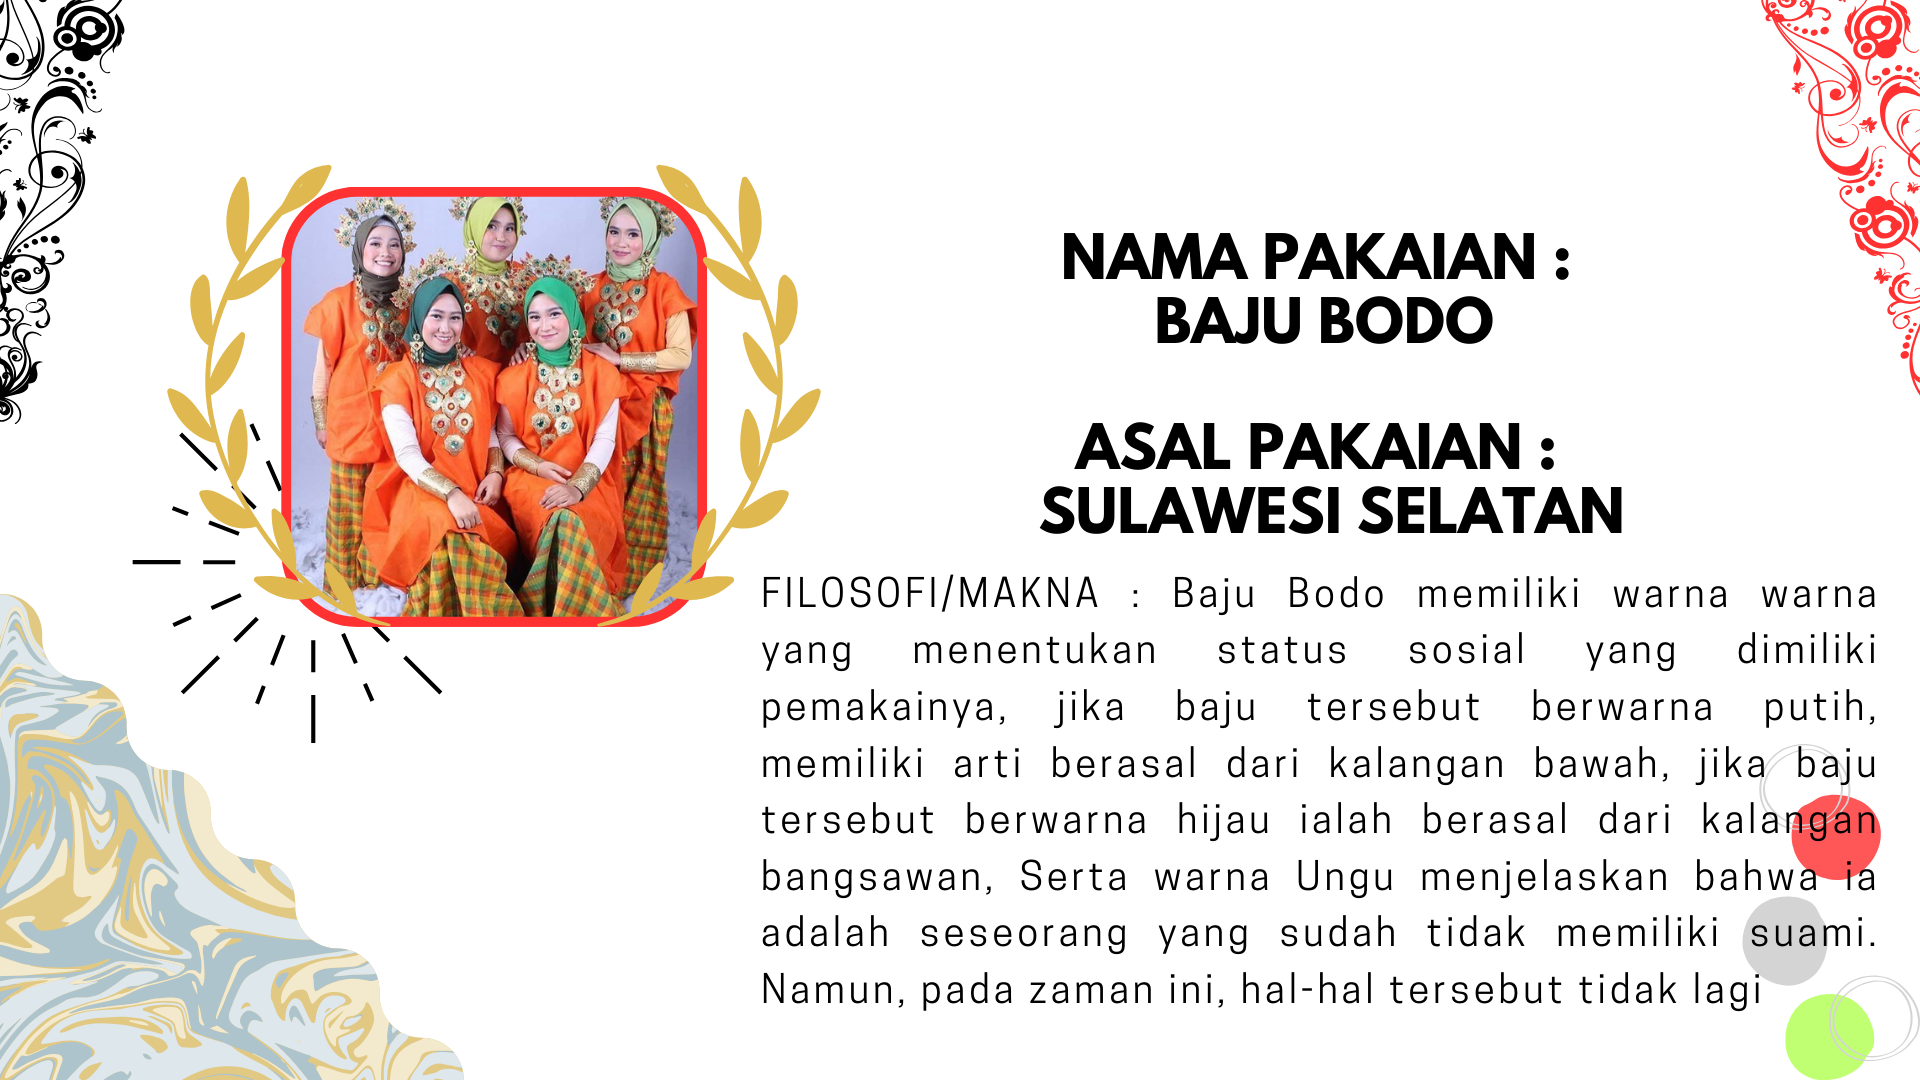 NAMA PAKAIAN :
BAJU BODO
ASAL PAKAIAN :
SULAWESI SELATAN
FILOSOFI/MAKNA : Baju Bodo memiliki warna warna
yang menentukan status sosial yang dimiliki
pemakainya, jika baju tersebut berwarna putih,
memiliki arti berasal dari kalangan bawah, jika baju
tersebut berwarna hijau ialah berasal dari kalangan
bangsawan, Serta warna Ungu menjelaskan bahwa ia
adalah seseorang yang sudah tidak memiliki suami.
Namun, pada zaman ini, hal-hal tersebut tidak lagi